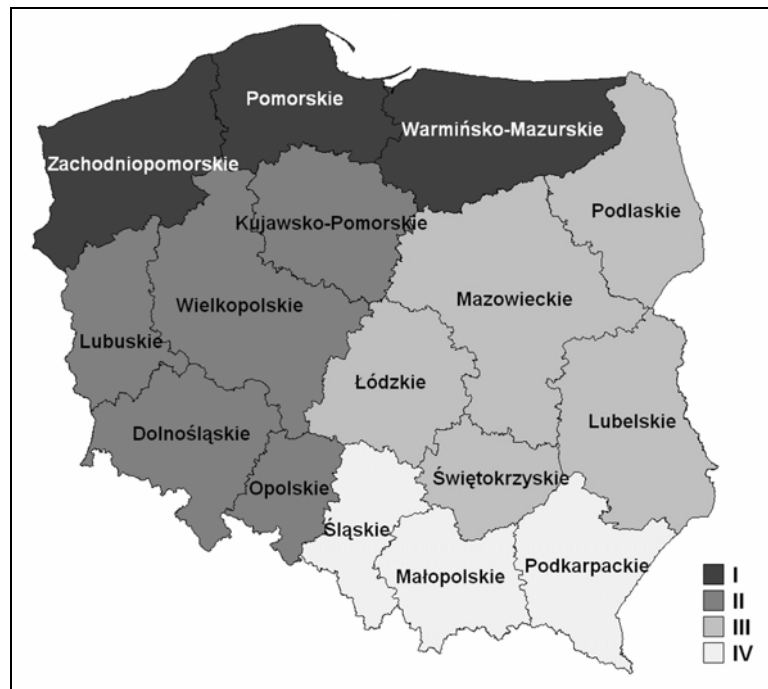 Pomorskie
Warmińsko-Mazurskie
Zachodniopomorskie
Podlaskie
Kujawsko-Pomorskie
Mazowieckie
Wielkopolskie
Lubuskie
Łódzkie
Lubelskie
Dolnośląskie
Świętokrzyskie
Opolskie
Śląskie
Podkarpackie
Małopolskie
I
II
III
IV